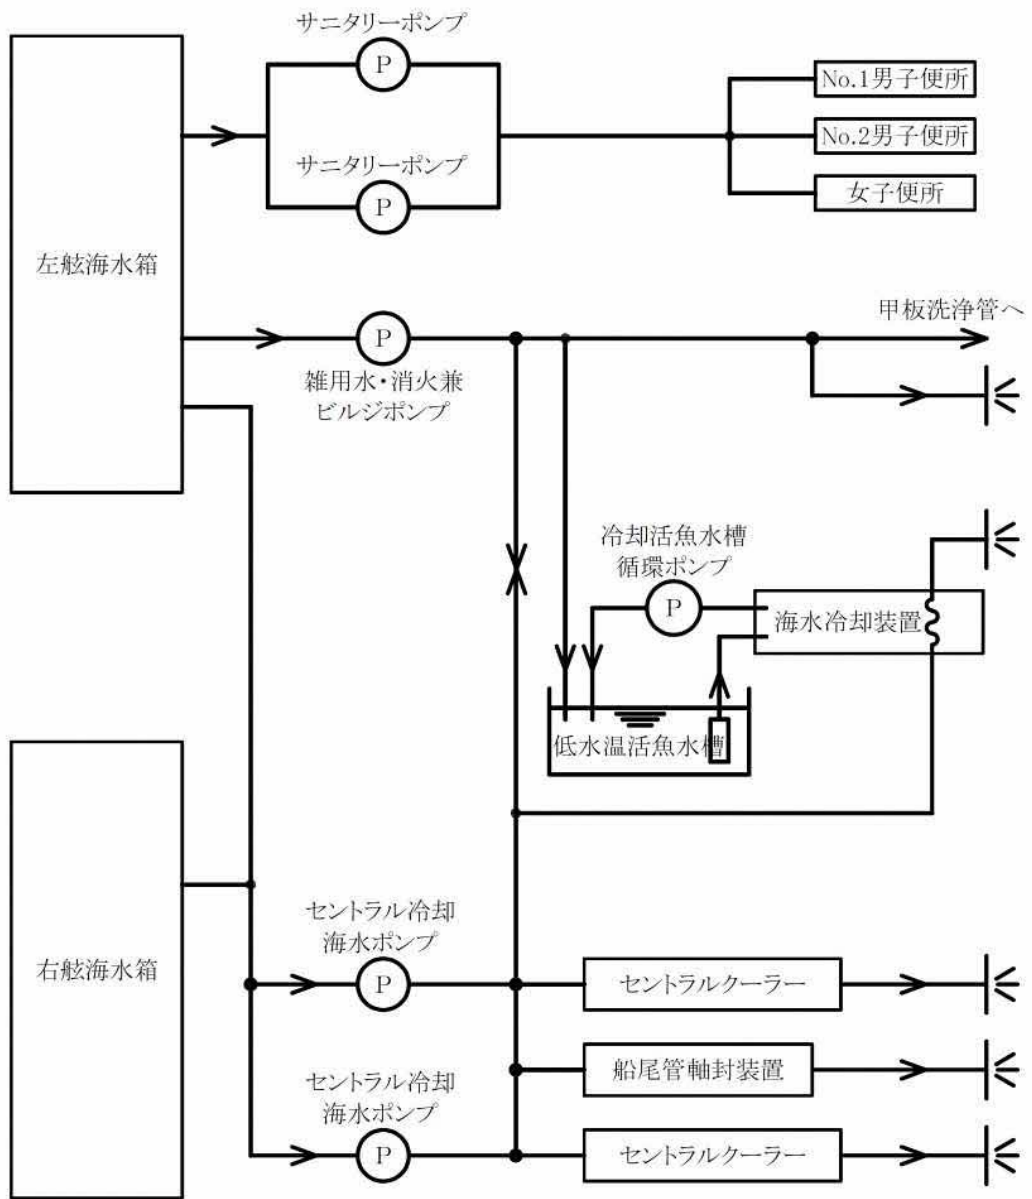 サニタリーポンプ
P
No.1男子便所
No.2男子便所
サニタリーポンプ
P
女子便所
左舷海水箱
甲板洗浄管へ
P
雑用水・消火兼
ビルジポンプ
冷却活魚水槽
循環ポンプ
P
海水冷却装置
低水温活魚水槽
セントラル冷却
海水ポンプ
右舷海水箱
P
セントラルクーラー
船尾管軸封装置
セントラル冷却
海水ポンプ
P
セントラルクーラー